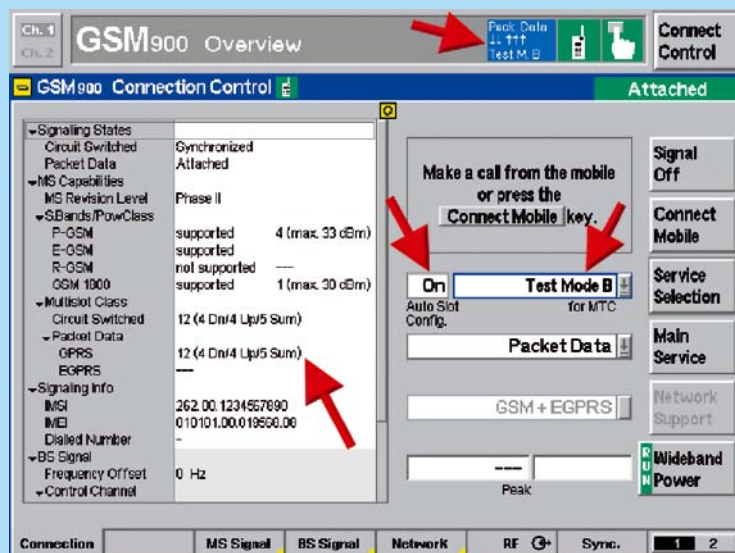 Ch. 1
Ch. 2
GSM900 Overview
Pack Data
↓↓ ↑↑↑
Test M. B
Connect
Control
GSM900 Connection Control
Attached
Signaling States
Circuit Switched Synchronized
Packet Data Attached
MS Capabilities
MS Revision Level Phase II
S.Bands/PowClass
P-GSM supported 4 (max. 33 dBm)
E-GSM supported
R-GSM not supported ---
GSM 1800 supported 1 (max. 30 dBm)
Multislot Class
Circuit Switched 12 (4 Dn/4 Up/5 Sum)
Packet Data
GPRS 12 (4 Dn/4 Up/5 Sum)
EGPRS ---
Signaling Info
IMSI 262.00.1234567890
IMEI 010101.00.019568.00
Dialed Number -
BS Signal
Frequency Offset 0 Hz
Control Channel
Make a call from the mobile
or press the
Connect Mobile key.
On Test Mode B
Auto Slot for MTC
Config.
Packet Data
GSM + EGPRS
---
Peak
Signal
Off
Connect
Mobile
Service
Selection
Main
Service
Network
Support
RUN
Wideband
Power
Connection MS Signal BS Signal Network RF Sync. 1 2